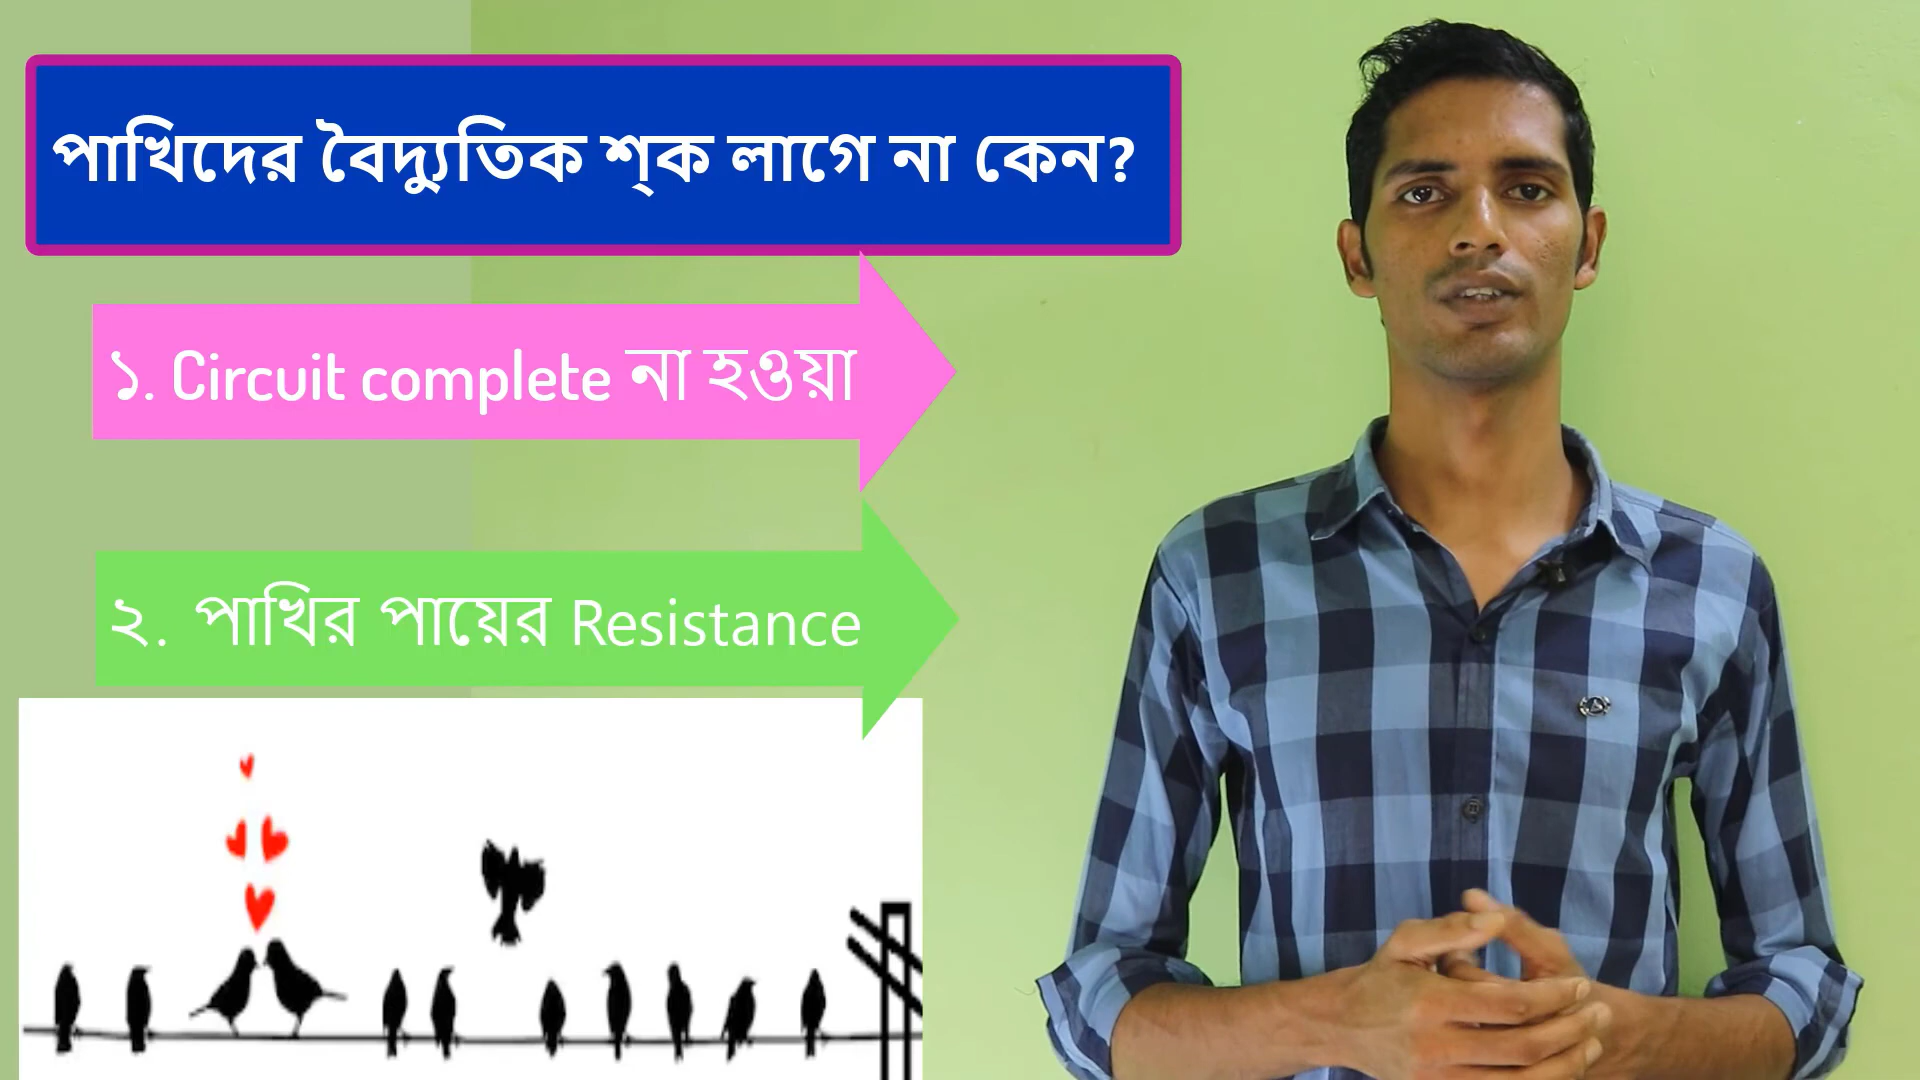 পাখিদের বৈদ্যুতিক শ্ক লাগে না কেন?
১. Circuit complete না হওয়া
২. পাখির পায়ের Resistance